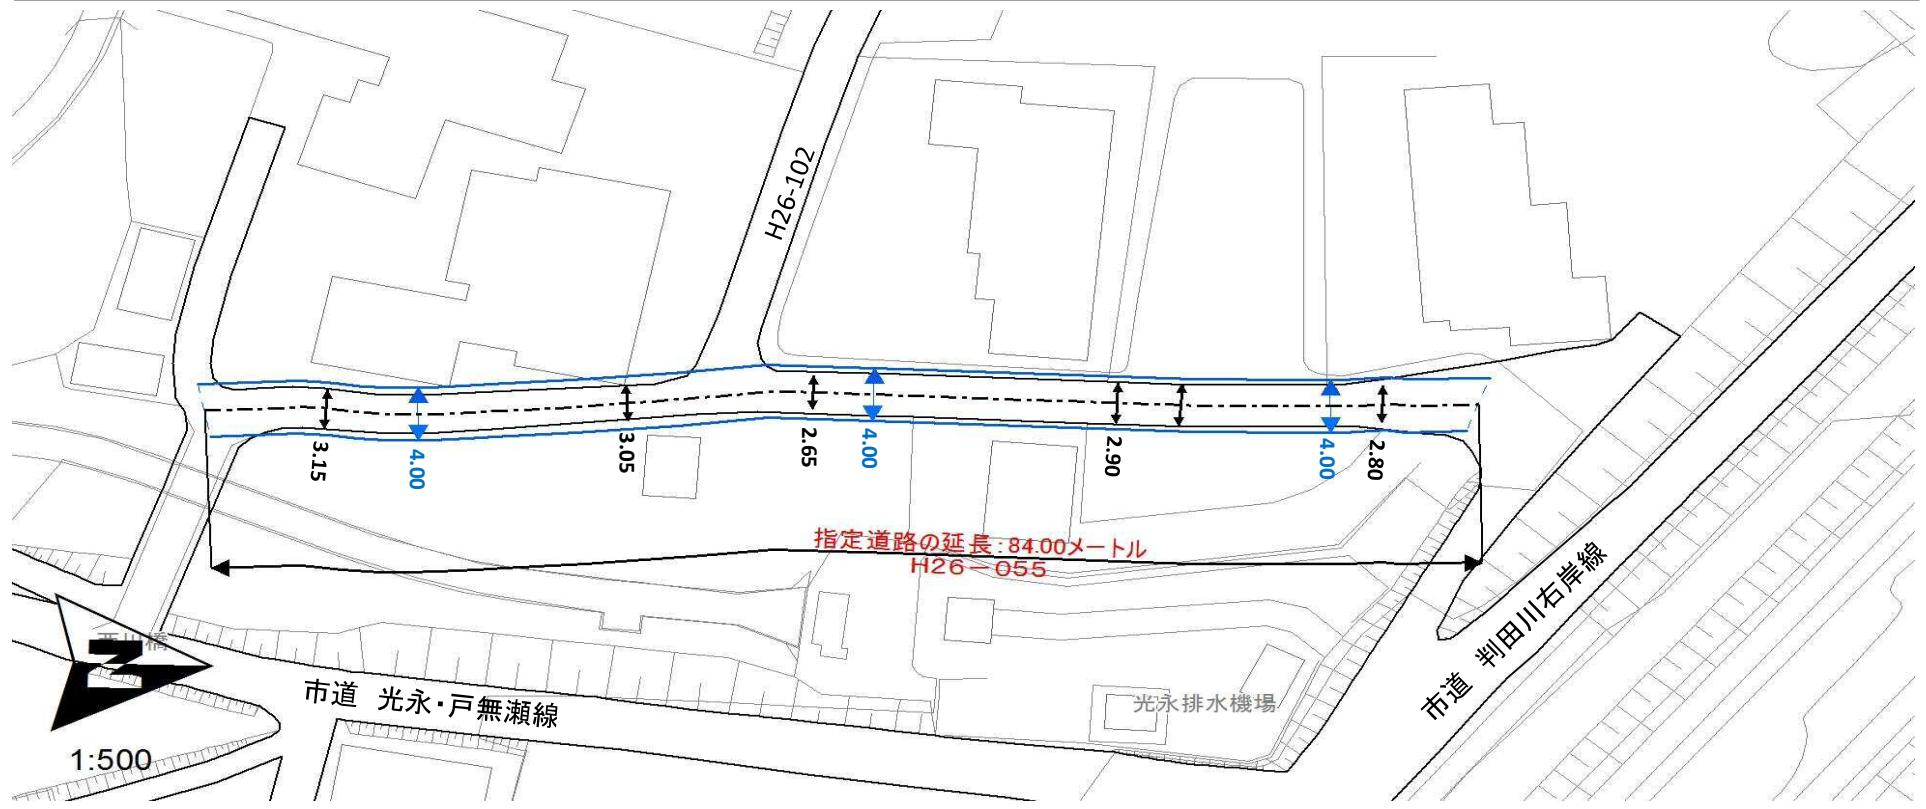 H26-102
3.15
4.00
3.05
2.65
4.00
2.90
4.00
2.80
指定道路の延長:84.00メートル
H26-055
市道 判田川右岸線
N
市道 光永・戸無瀬線
光永排水機場
1:500